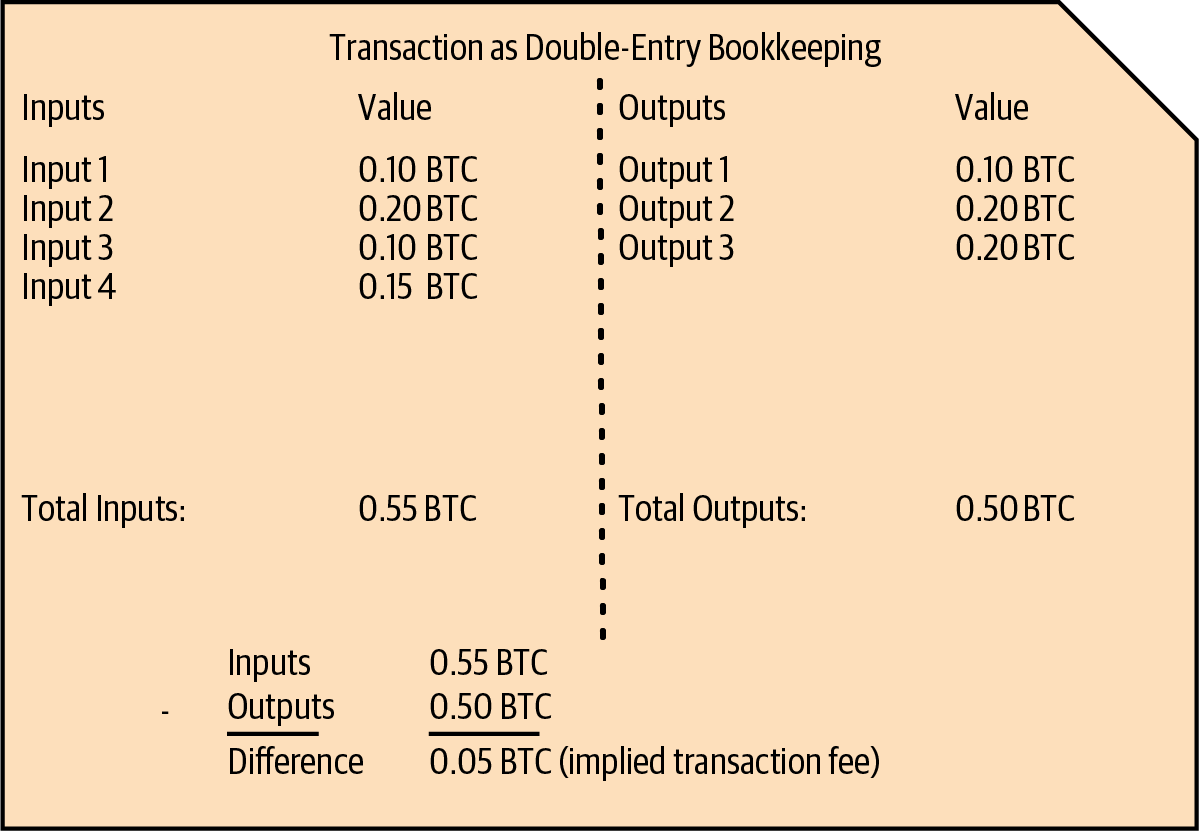 Transaction as Double-Entry Bookkeeping
Inputs Value Outputs Value
Input 1 0.10 BTC Output 1 0.10 BTC
Input 2 0.20 BTC Output 2 0.20 BTC
Input 3 0.10 BTC Output 3 0.20 BTC
Input 4 0.15 BTC
Total Inputs: 0.55 BTC Total Outputs: 0.50 BTC
Inputs 0.55 BTC
- Outputs 0.50 BTC
Difference 0.05 BTC (implied transaction fee)